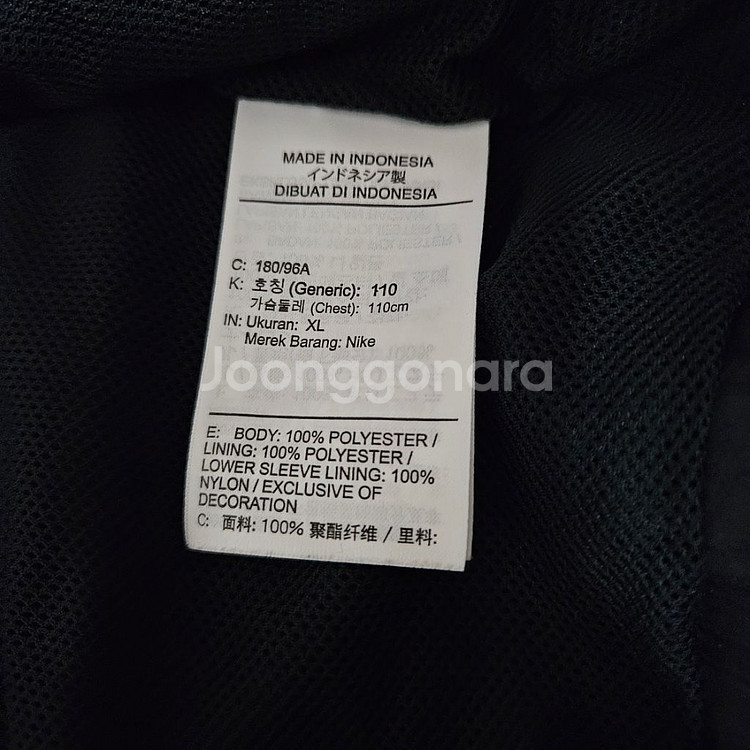 MADE IN INDONESIA
インドネシア製
DIBUAT DI INDONESIA
C: 180/96A
K: 호칭 (Generic): 110
가슴둘레 (Chest): 110cm
IN: Ukuran: XL
Merek Barang: Nike
Joonggonara
E: BODY: 100% POLYESTER /
LINING: 100% POLYESTER /
LOWER SLEEVE LINING: 100%
NYLON / EXCLUSIVE OF
DECORATION
C: 面料: 100% 聚酯纤维 / 里料: